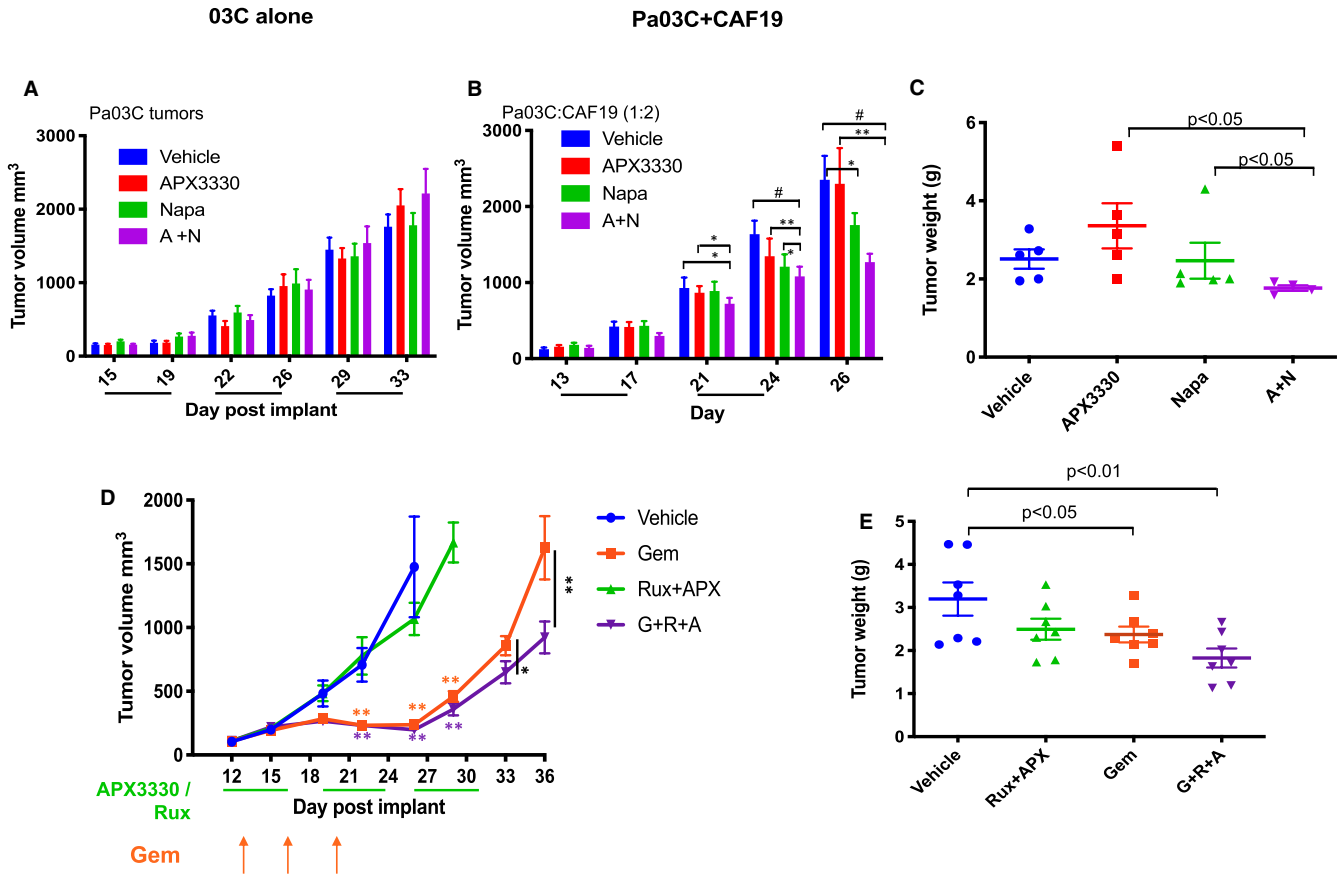 03C alone
Pa03C+CAF19
A
Pa03C tumors
Tumor volume mm3
3000
2000
1000
0
Vehicle
APX3330
Napa
A +N
15 19 22 26 29 33
Day post implant
B
Pa03C:CAF19 (1:2)
Tumor volume mm3
3000
2000
1000
0
Vehicle
APX3330
Napa
A+N
* * # ** * # ** *
13 17 21 24 26
Day
C
p<0.05
p<0.05
Tumor weight (g)
6
4
2
0
Vehicle APX3330 Napa A+N
D
Tumor volume mm3
2000
1500
1000
500
0
Vehicle
Gem
Rux+APX
G+R+A
** ** **
** ** **
*
**
12 15 18 21 24 27 30 33 36
Day post implant
APX3330 /
Rux
Gem
E
p<0.01
p<0.05
Tumor weight (g)
5
4
3
2
1
0
Vehicle Rux+APX Gem G+R+A